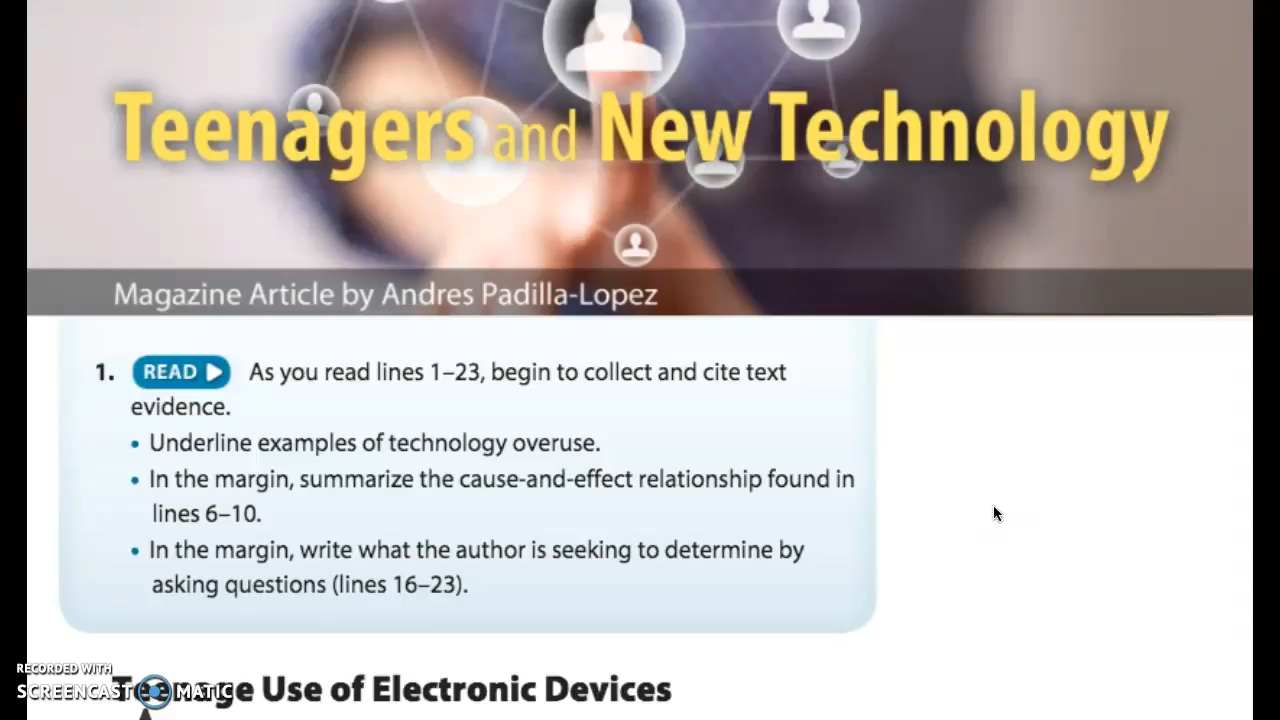 Teenagers and New Technology
Magazine Article by Andres Padilla-Lopez
1. READ As you read lines 1–23, begin to collect and cite text
evidence.
• Underline examples of technology overuse.
• In the margin, summarize the cause-and-effect relationship found in
lines 6–10.
• In the margin, write what the author is seeking to determine by
asking questions (lines 16–23).
Teenage Use of Electronic Devices
RECORDED WITH
SCREENCAST MATIC